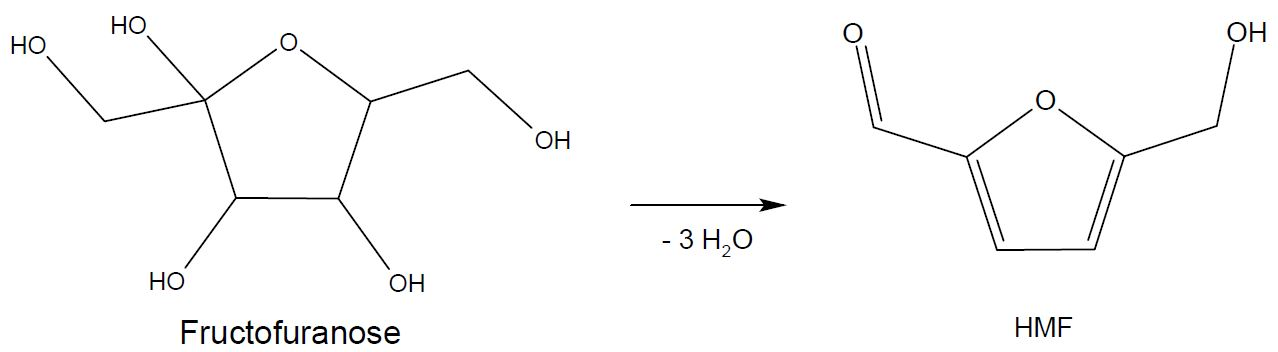 HO
HO
O
OH
HO
OH
Fructofuranose
- 3 H₂O
O
O
OH
HMF